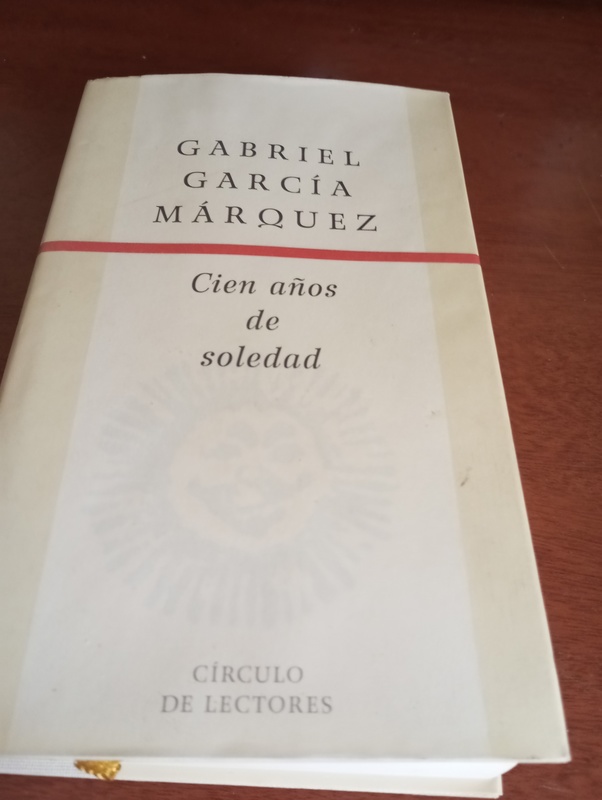 GABRIEL
GARCÍA
MÁRQUEZ
Cien años
de
soledad
CÍRCULO
DE LECTORES